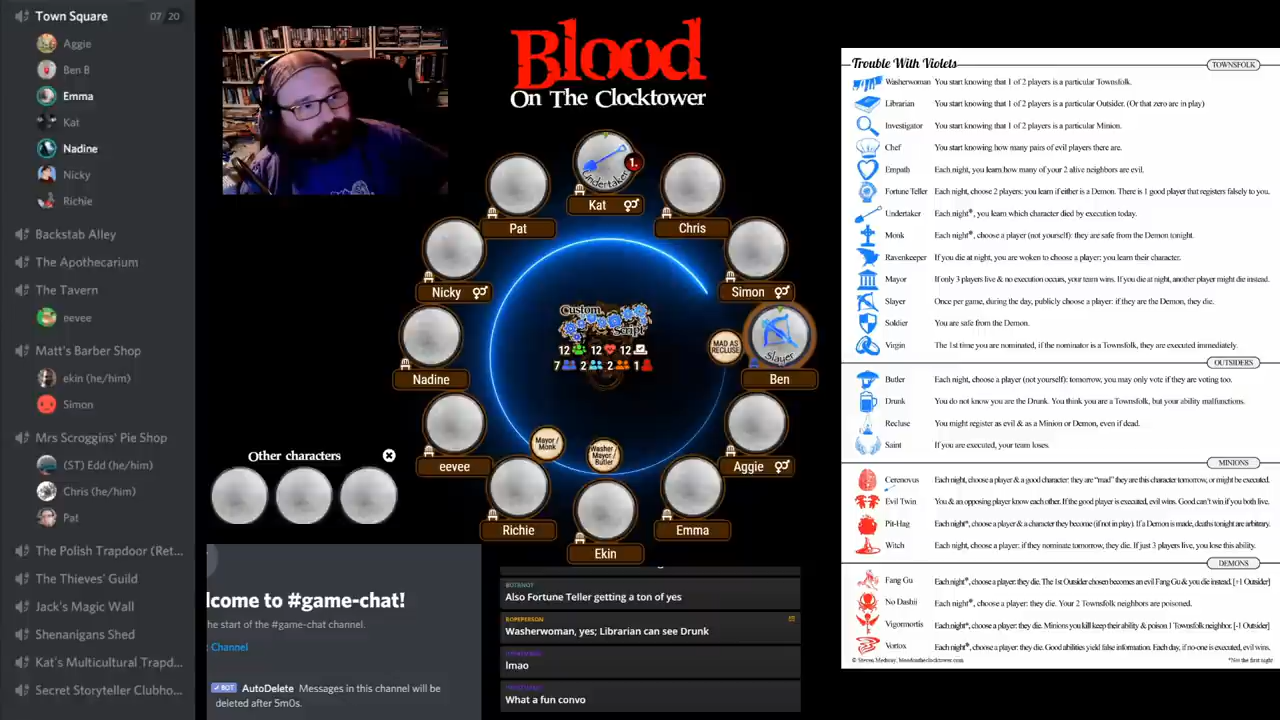 Town Square
07 20
Aggie
Ben B
Emma
Kat
Nadine
Nicky
Richie
Backstab Alley
The Apothecarium
The Tavern
eevee
Matt's Barber Shop
ekin (he/him)
Simon
Mrs Scroggins' Pie Shop
(ST) Edd (he/him)
Chris (he/him)
Pat
The Polish Trapdoor (Ret...
The Thieves' Guild
Jack's Magic Wall
Shenanigans Shed
Kat's Multicultural Trapd...
Secret Storyteller Clubho...
Blood
On The Clocktower
Undertaker
1.
Kat
Pat
Chris
Nicky
Simon
Nadine
MAD AS RECLUSE
Slayer
Ben
Custom
Script
12 12 12
7 2 2 1
eevee
Mayor / Monk
Washer / Mayor / Butler
Aggie
Richie
Ekin
Emma
Other characters
lcome to #game-chat!
he start of the #game-chat channel.
Channel
BOT AutoDelete Messages in this channel will be
deleted after 5m0s.
Also Fortune Teller getting a ton of yes
Washerwoman, yes; Librarian can see Drunk
lmao
What a fun convo
Trouble With Violets
TOWNSFOLK
Washerwoman You start knowing that 1 of 2 players is a particular Townsfolk.
Librarian You start knowing that 1 of 2 players is a particular Outsider. (Or that zero are in play)
Investigator You start knowing that 1 of 2 players is a particular Minion.
Chef You start knowing how many pairs of evil players there are.
Empath Each night, you learn how many of your 2 alive neighbors are evil.
Fortune Teller Each night, choose 2 players: you learn if either is a Demon. There is 1 good player that registers falsely to you.
Undertaker Each night*, you learn which character died by execution today.
Monk Each night*, choose a player (not yourself): they are safe from the Demon tonight.
Ravenkeeper If you die at night, you are woken to choose a player: you learn their character.
Mayor If only 3 players live & no execution occurs, your team wins. If you die at night, another player might die instead.
Slayer Once per game, during the day, publicly choose a player: if they are the Demon, they die.
Soldier You are safe from the Demon.
Virgin The 1st time you are nominated, if the nominator is a Townsfolk, they are executed immediately.
OUTSIDERS
Butler Each night, choose a player (not yourself): tomorrow, you may only vote if they are voting too.
Drunk You do not know you are the Drunk. You think you are a Townsfolk, but your ability malfunctions.
Recluse You might register as evil & as a Minion or Demon, even if dead.
Saint If you are executed, your team loses.
MINIONS
Cerenovus Each night, choose a player & a good character: they are "mad" they are this character tomorrow, or might be executed.
Evil Twin You & an opposing player know each other. If the good player is executed, evil wins. Good can't win if you both live.
Pit-Hag Each night*, choose a player & a character they become (if not in play). If a Demon is made, deaths tonight are arbitrary.
Witch Each night, choose a player: if they nominate tomorrow, they die. If just 3 players live, you lose this ability.
DEMONS
Fang Gu Each night*, choose a player: they die. The 1st Outsider chosen becomes an evil Fang Gu & you die instead. [+1 Outsider]
No Dashii Each night*, choose a player: they die. Your 2 Townsfolk neighbors are poisoned.
Vigormortis Each night*, choose a player: they die. Minions you kill keep their ability & poison 1 Townsfolk neighbor. [-1 Outsider]
Vortox Each night*, choose a player: they die. Good abilities yield false information. Each day, if no-one is executed, evil wins.
© Steven Medway, bloodontheclocktower.com
*Not the first night